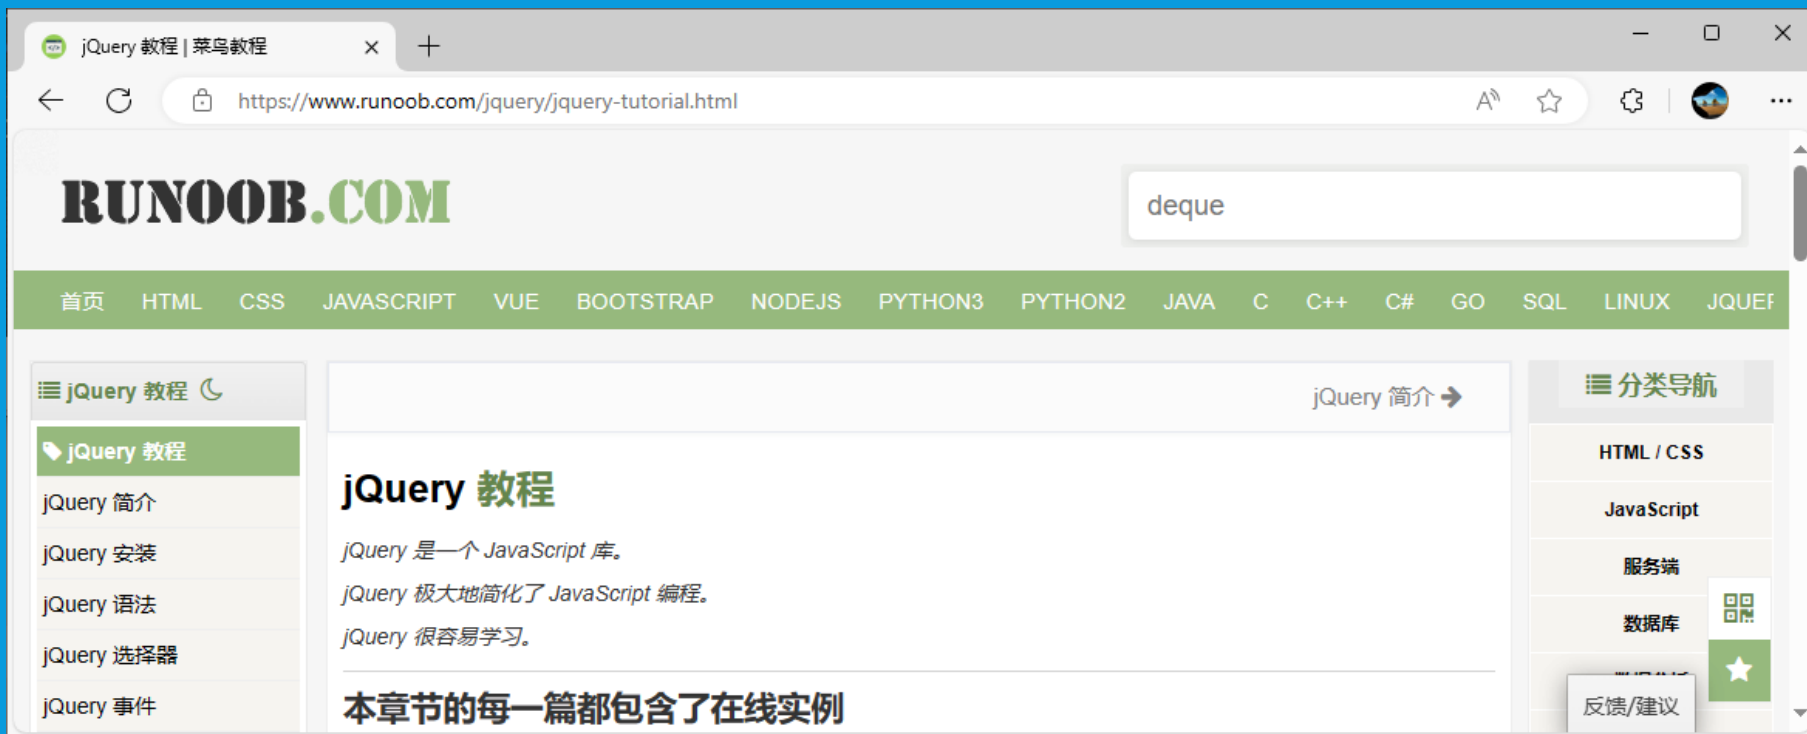 jQuery 教程 | 菜鸟教程
https://www.runoob.com/jquery/jquery-tutorial.html
RUNOOB.COM
deque
首页 HTML CSS JAVASCRIPT VUE BOOTSTRAP NODEJS PYTHON3 PYTHON2 JAVA C C++ C# GO SQL LINUX
jQuery 教程
jQuery 教程
jQuery 简介
jQuery 安装
jQuery 语法
jQuery 选择器
jQuery 事件
jQuery 简介
jQuery 教程
jQuery 是一个 JavaScript 库。
jQuery 极大地简化了 JavaScript 编程。
jQuery 很容易学习。
本章节的每一篇都包含了在线实例
分类导航
HTML / CSS
JavaScript
服务端
数据库
反馈/建议